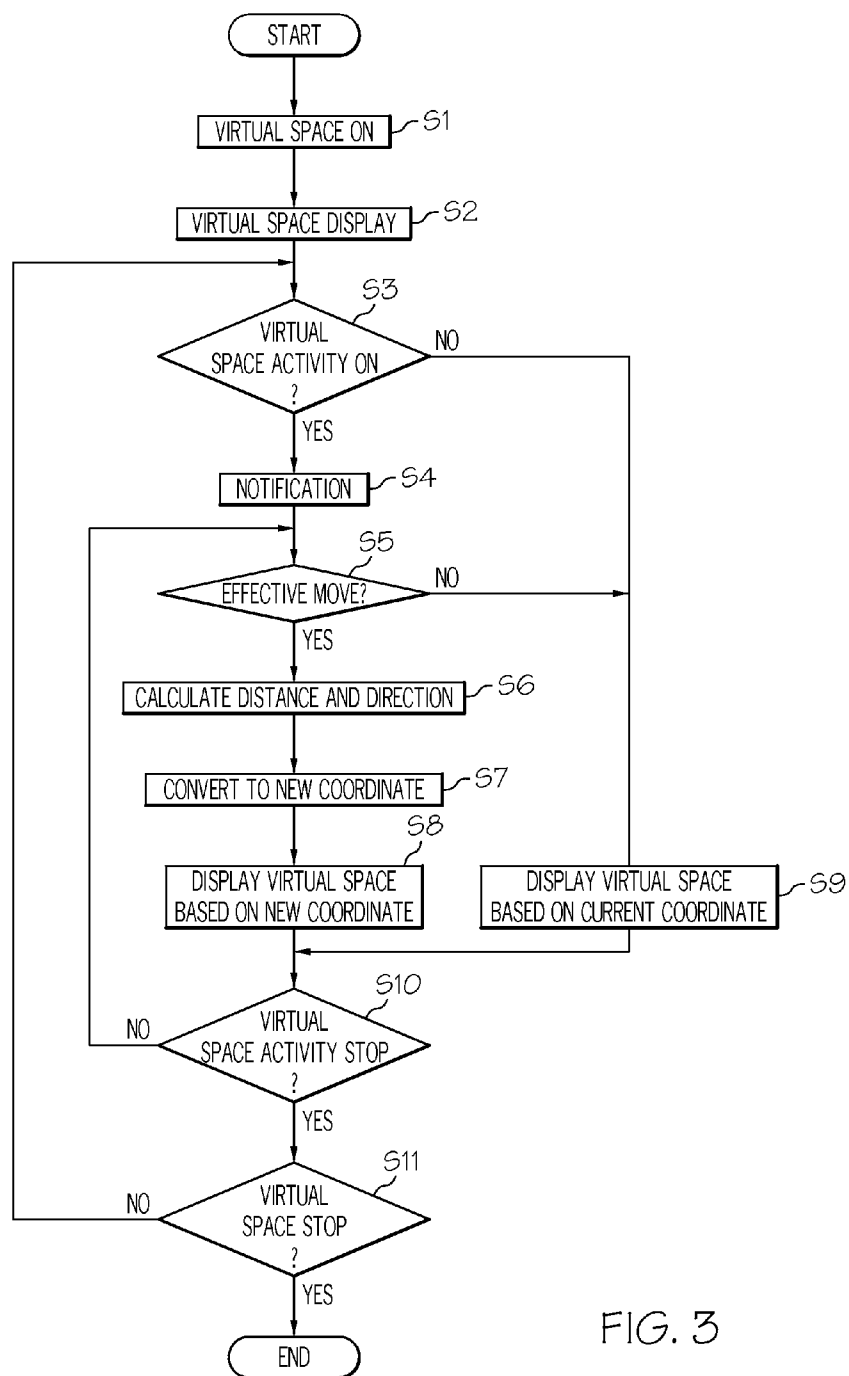 START
VIRTUAL SPACE ON
S1
VIRTUAL SPACE DISPLAY
S2
S3
VIRTUAL
SPACE ACTIVITY ON
?
NO
YES
NOTIFICATION
S4
S5
EFFECTIVE MOVE?
NO
YES
CALCULATE DISTANCE AND DIRECTION
S6
CONVERT TO NEW COORDINATE
S7
S8
DISPLAY VIRTUAL SPACE
BASED ON NEW COORDINATE
DISPLAY VIRTUAL SPACE
BASED ON CURRENT COORDINATE
S9
S10
NO
VIRTUAL
SPACE ACTIVITY STOP
?
YES
S11
NO
VIRTUAL
SPACE STOP
?
YES
END
FIG. 3